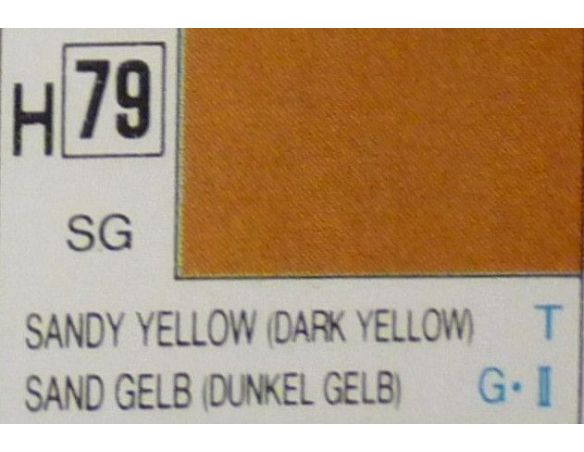 H 79
SG
SANDY YELLOW (DARK YELLOW) T
SAND GELB (DUNKEL GELB) G・II